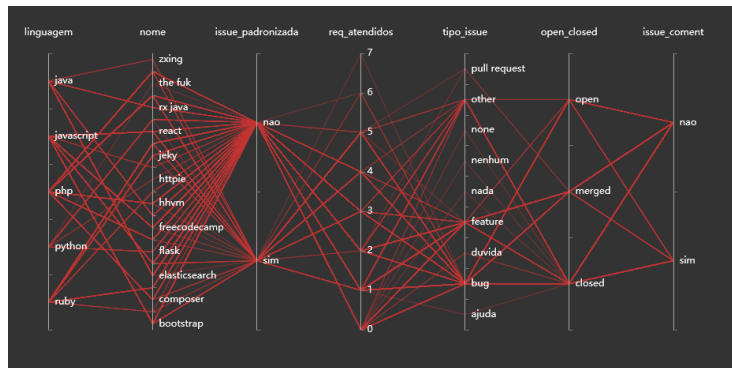 linguagem nome issue_padronizada req_atendidos tipo_issue open_closed issue_coment
java
javascript
php
python
ruby
zxing
the fuk
rx java
react
jeky
httpie
hhvm
freecodecamp
flask
elasticsearch
composer
bootstrap
nao
sim
7
6
5
4
3
2
1
0
pull request
other
none
nenhum
nada
feature
duvida
bug
ajuda
open
merged
closed
nao
sim